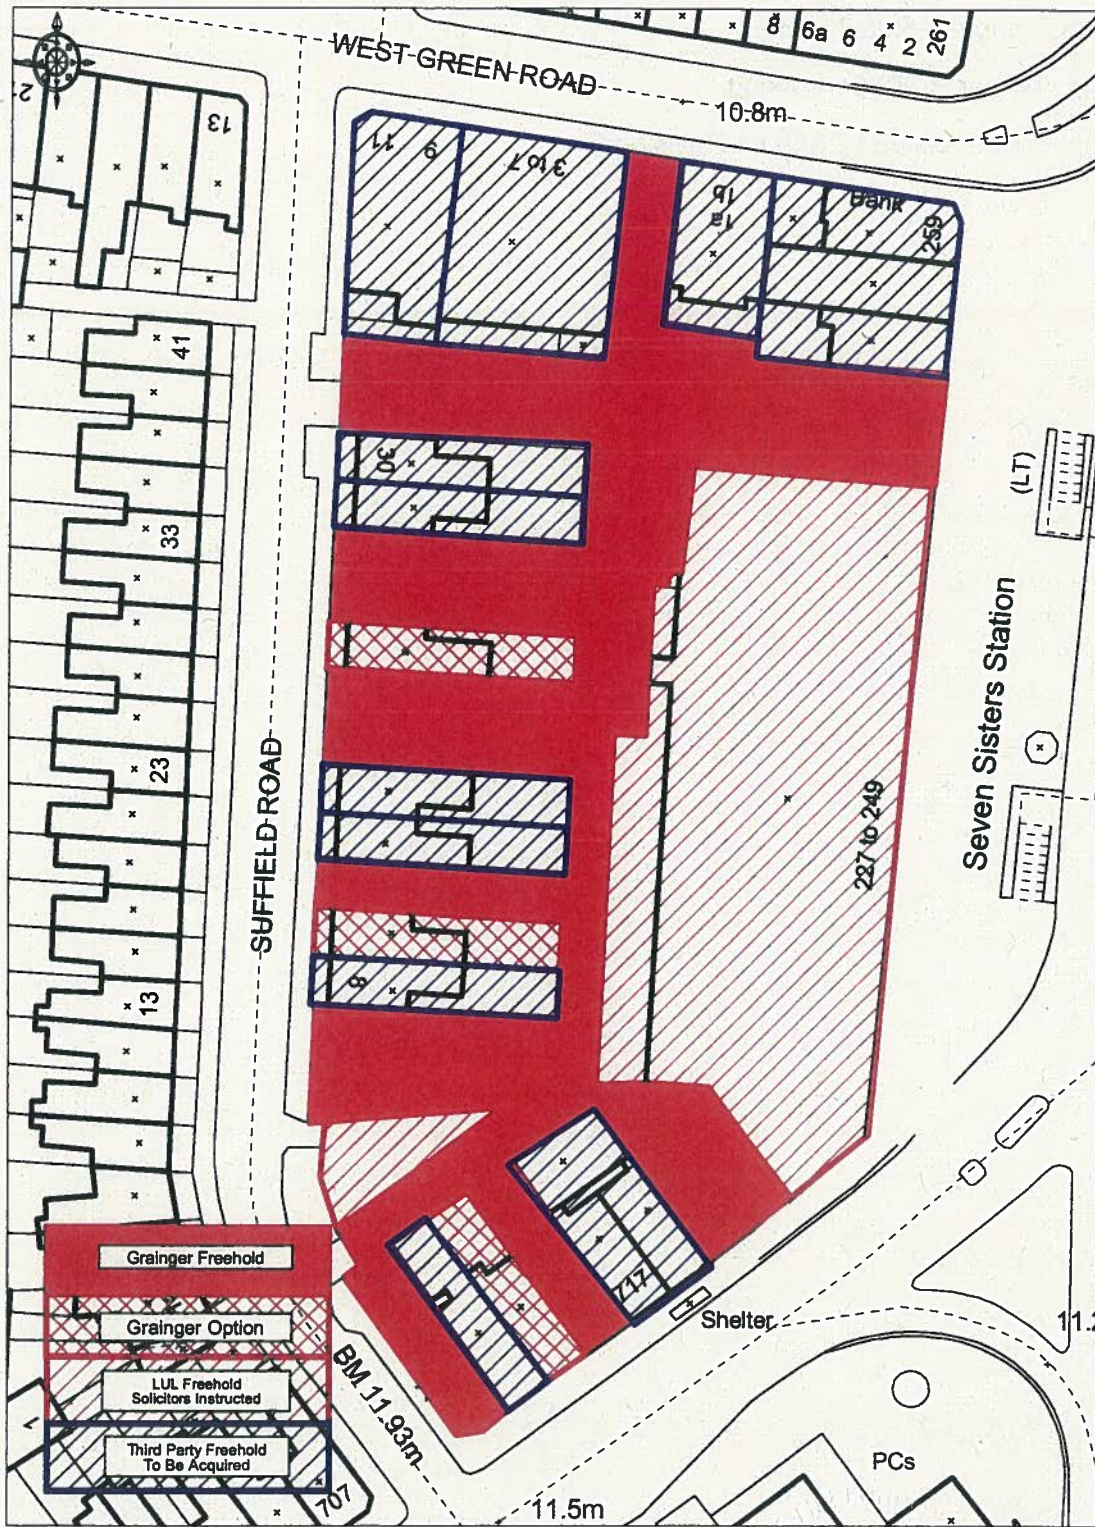 WEST GREEN ROAD
8 6a 6 4 2 261
10.8m
13
11 9 3 to 7
1b
1a
Bank
259
41
30
(LT)
33
Seven Sisters Station
23
SUFFIELD ROAD
227 to 249
8
13
717
Shelter
Grainger Freehold
Grainger Option
LUL Freehold
Solicitors Instructed
Third Party Freehold
To Be Acquired
BM 11.93m
1
707
11.5m
PCs